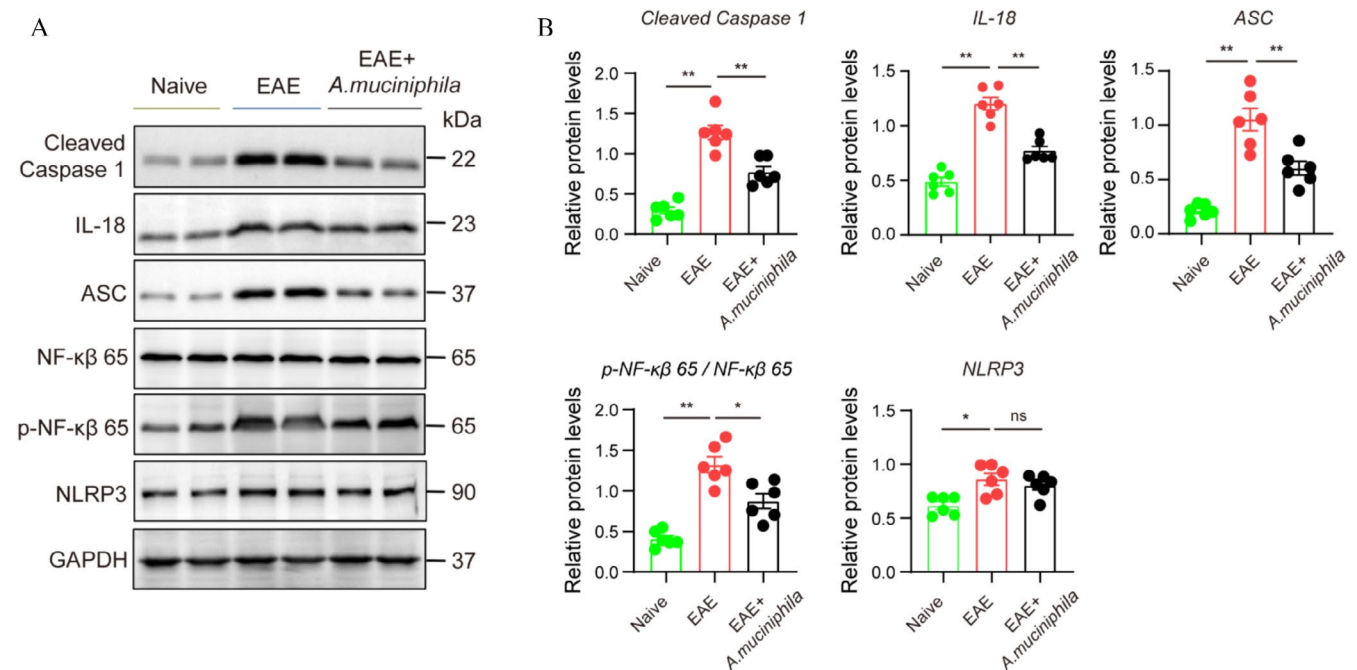 A
Naive
EAE
EAE+
A.muciniphila
kDa
Cleaved
Caspase 1
22
IL-18
23
ASC
37
NF-κβ 65
65
p-NF-κβ 65
65
NLRP3
90
GAPDH
37
B
Cleaved Caspase 1
Relative protein levels
2.0
1.5
1.0
0.5
0.0
**
**
Naive
EAE
EAE+
A.muciniphila
IL-18
Relative protein levels
1.5
1.0
0.5
0.0
**
**
Naive
EAE
EAE+
A.muciniphila
ASC
Relative protein levels
1.5
1.0
0.5
0.0
**
**
Naive
EAE
EAE+
A.muciniphila
p-NF-κβ 65 / NF-κβ 65
Relative protein levels
2.0
1.5
1.0
0.5
0.0
**
*
Naive
EAE
EAE+
A.muciniphila
NLRP3
Relative protein levels
1.5
1.0
0.5
0.0
*
ns
Naive
EAE
EAE+
A.muciniphila